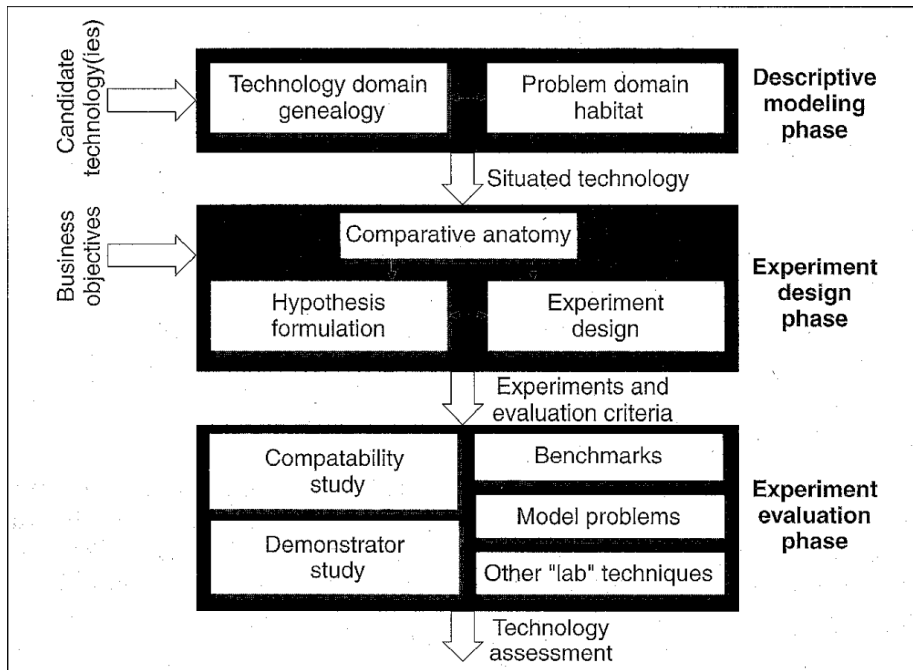 Candidate
technology(ies)
Technology domain
genealogy
Problem domain
habitat
Descriptive
modeling
phase
Situated technology
Business
objectives
Comparative anatomy
Hypothesis
formulation
Experiment
design
Experiment
design
phase
Experiments and
evaluation criteria
Compatability
study
Demonstrator
study
Benchmarks
Model problems
Other "lab" techniques
Experiment
evaluation
phase
Technology
assessment